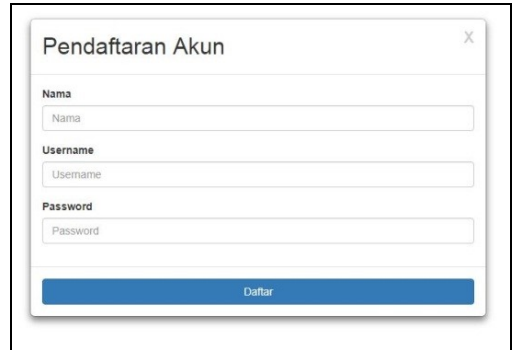 Pendaftaran Akun
X
Nama
Nama
Username
Username
Password
Password
Daftar